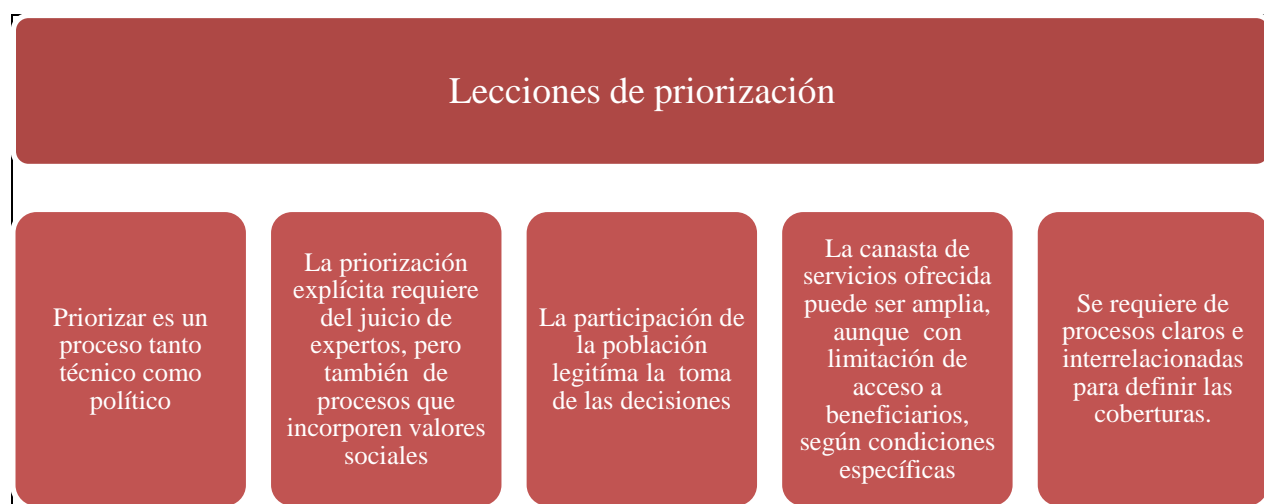 Lecciones de priorización
Priorizar es un
proceso tanto
técnico como
político
La priorización
explícita requiere
del juicio de
expertos, pero
también de
procesos que
incorporen valores
sociales
La participación de
la población
legitíma la toma
de las decisiones
La canasta de
servicios ofrecida
puede ser amplia,
aunque con
limitación de
acceso a
beneficiarios,
según condiciones
específicas
Se requiere de
procesos claros e
interrelacionadas
para definir las
coberturas.